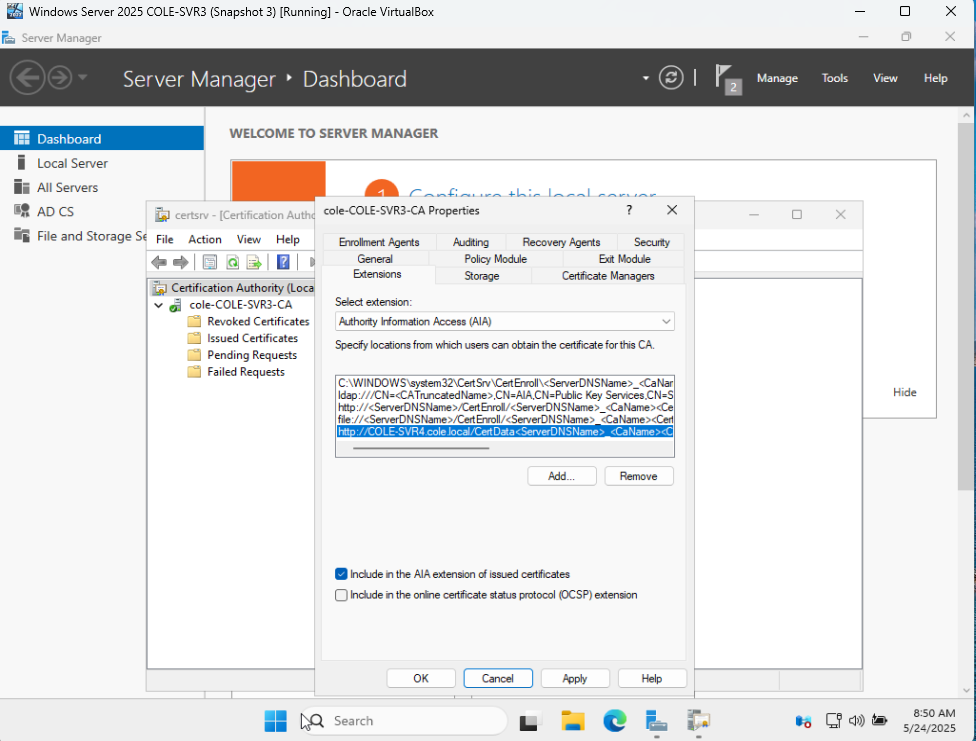 Windows Server 2025 COLE-SVR3 (Snapshot 3) [Running] - Oracle VirtualBox
Server Manager
Server Manager ‣ Dashboard
2
Manage
Tools
View
Help
Dashboard
Local Server
All Servers
AD CS
File and Storage Se
WELCOME TO SERVER MANAGER
1
Configure this local server
Hide
certsrv - [Certification Autho
File
Action
View
Help
Certification Authority (Loca
cole-COLE-SVR3-CA
Revoked Certificates
Issued Certificates
Pending Requests
Failed Requests
cole-COLE-SVR3-CA Properties
?
Enrollment Agents
Auditing
Recovery Agents
Security
General
Policy Module
Exit Module
Extensions
Storage
Certificate Managers
Select extension:
Authority Information Access (AIA)
Specify locations from which users can obtain the certificate for this CA.
C:\WINDOWS\system32\CertSrv\CertEnroll\<ServerDNSName>_<CaNar
ldap:///CN=<CATruncatedName>,CN=AIA,CN=Public Key Services,CN=S
http://<ServerDNSName>/CertEnroll/<ServerDNSName>_<CaName><Ce
file://<ServerDNSName>/CertEnroll/<ServerDNSName>_<CaName><Cert
http://COLE-SVR4.cole.local/CertData<ServerDNSName>_<CaName><C
Add...
Remove
Include in the AIA extension of issued certificates
Include in the online certificate status protocol (OCSP) extension
OK
Cancel
Apply
Help
Search
8:50 AM
5/24/2025